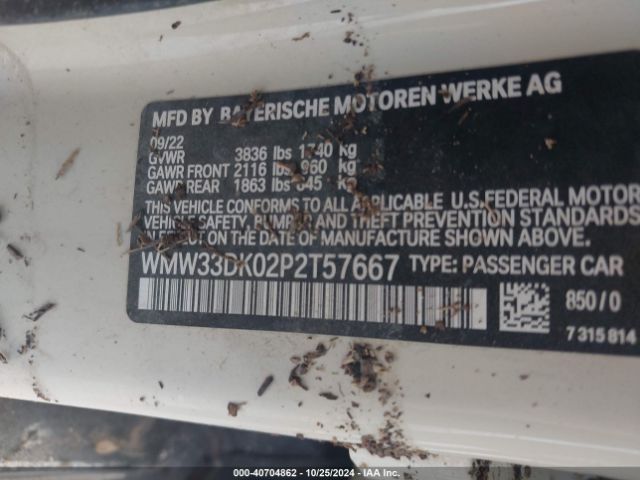 MFD BY BAYERISCHE MOTOREN WERKE AG
09/22
GVWR 3836 lbs 1740 kg
GAWR FRONT 2116 lbs 960 kg
GAWR REAR 1863 lbs 845 kg
THIS VEHICLE CONFORMS TO ALL APPLICABLE U.S.FEDERAL MOTOR
VEHICLE SAFETY, BUMPER AND THEFT PREVENTION STANDARDS
IN EFFECT ON THE DATE OF MANUFACTURE SHOWN ABOVE.
WMW33DK02P2T57667 TYPE: PASSENGER CAR
850/0
7 315 814
000-40704862 - 10/25/2024 - IAA Inc.